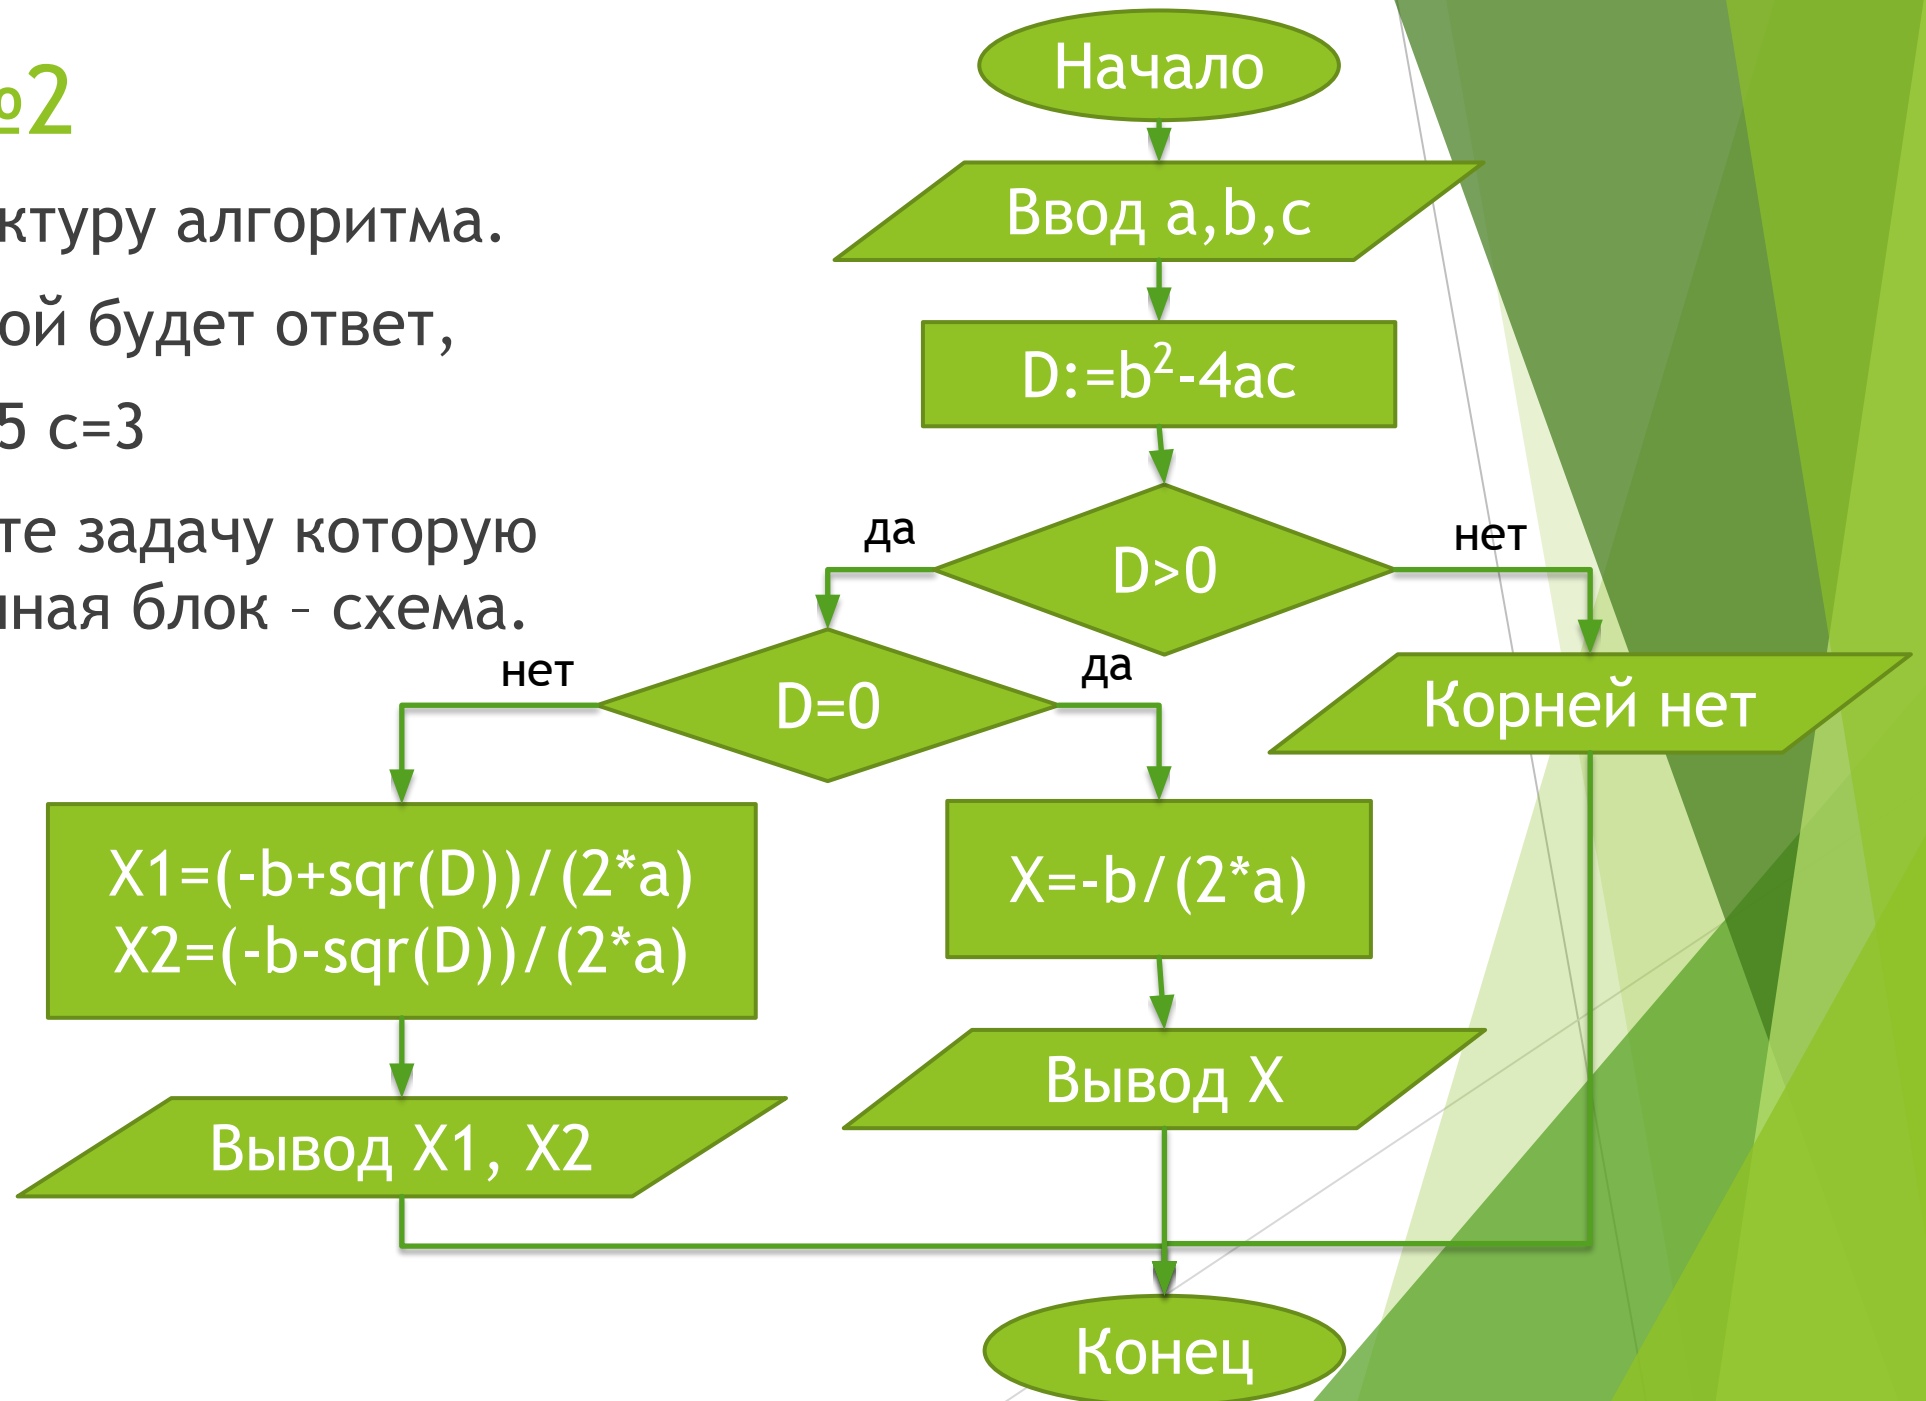 №2
ктуру алгоритма.
ой будет ответ,
5 c=3
те задачу которую
ная блок – схема.
Начало
Ввод a,b,c
D:=b²-4ac
да
D>0
нет
нет
D=0
да
Корней нет
X1=(-b+sqr(D))/(2*a)
X2=(-b-sqr(D))/(2*a)
X=-b/(2*a)
Вывод X
Вывод X1, X2
Конец